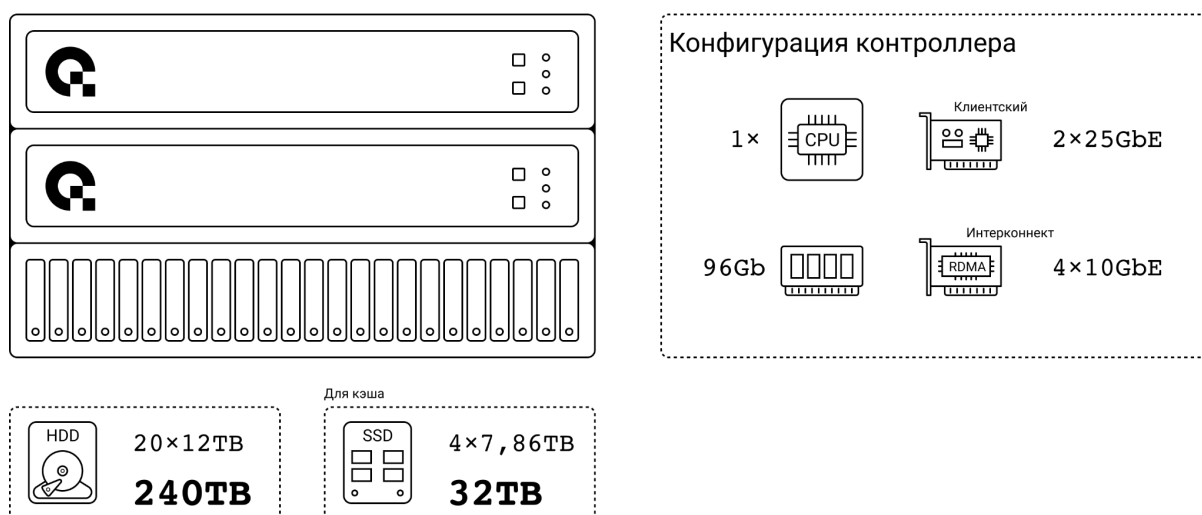 Конфигурация контроллера
Клиентский
1×
CPU
2×25GbE
Интерконнект
96Gb
RDMA
4×10GbE
Для кэша
HDD
20×12TB
240TB
SSD
4×7,86TB
32TB